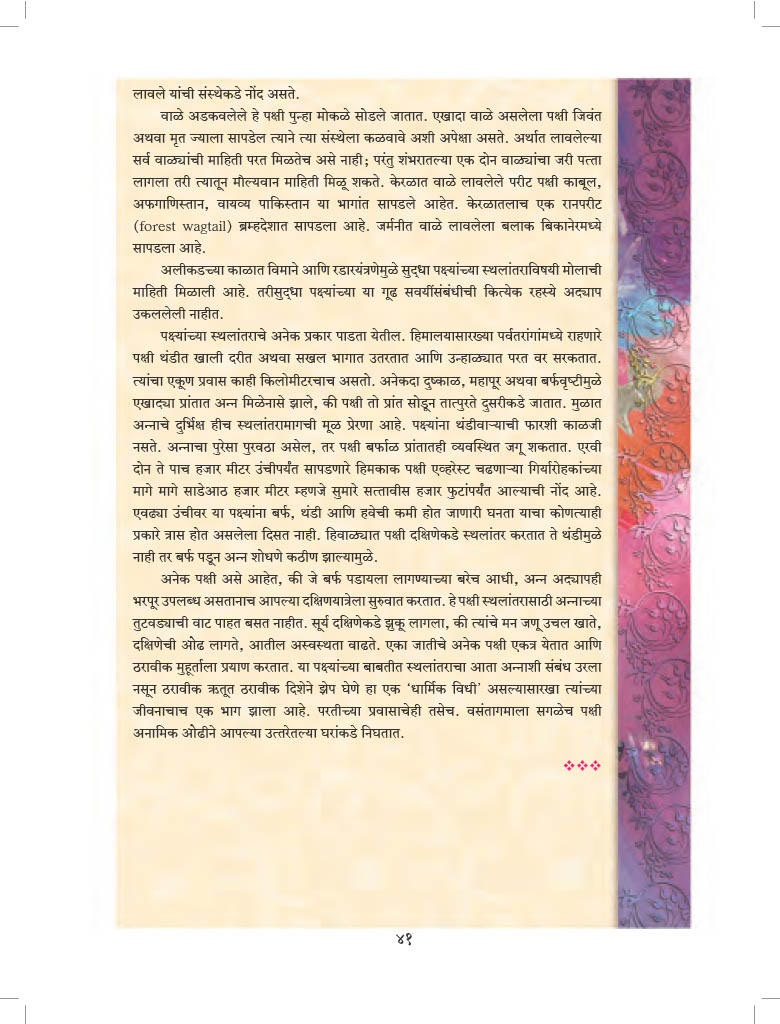 लावले यांची संस्थेकडे नोंद असते.
वाळे अडकवलेले हे पक्षी पुन्हा मोकळे सोडले जातात. एखादा वाळे असलेला पक्षी जिवंत
अथवा मृत ज्याला सापडेल त्याने त्या संस्थेला कळवावे अशी अपेक्षा असते. अर्थात लावलेल्या
सर्व वाळ्यांची माहिती परत मिळतेच असे नाही; परंतु शंभरातल्या एक दोन वाळ्यांचा जरी पत्ता
लागला तरी त्यातून मौल्यवान माहिती मिळू शकते. केरळात वाळे लावलेले परीट पक्षी काबूल,
अफगाणिस्तान, वायव्य पाकिस्तान या भागांत सापडले आहेत. केरळातलाच एक रानपरीट
(forest wagtail) ब्रम्हदेशात सापडला आहे. जर्मनीत वाळे लावलेला बलाक बिकानेरमध्ये
सापडला आहे.
अलीकडच्या काळात विमाने आणि रडारयंत्रणेमुळे सुद्धा पक्ष्यांच्या स्थलांतराविषयी मोलाची
माहिती मिळाली आहे. तरीसुद्धा पक्ष्यांच्या या गूढ सवयींसंबंधीची कित्येक रहस्ये अद्याप
उकललेली नाहीत.
पक्ष्यांच्या स्थलांतराचे अनेक प्रकार पाडता येतील. हिमालयासारख्या पर्वतरांगांमध्ये राहणारे
पक्षी थंडीत खाली दरीत अथवा सखल भागात उतरतात आणि उन्हाळ्यात परत वर सरकतात.
त्यांचा एकूण प्रवास काही किलोमीटरचाच असतो. अनेकदा दुष्काळ, महापूर अथवा बर्फवृष्टीमुळे
एखाद्या प्रांतात अन्न मिळेनासे झाले, की पक्षी तो प्रांत सोडून तात्पुरते दुसरीकडे जातात. मुळात
अन्नाचे दुर्भिक्ष हीच स्थलांतरामागची मूळ प्रेरणा आहे. पक्ष्यांना थंडीवाऱ्याची फारशी काळजी
नसते. अन्नाचा पुरेसा पुरवठा असेल, तर पक्षी बर्फाळ प्रांतातही व्यवस्थित जगू शकतात. एरवी
दोन ते पाच हजार मीटर उंचीपर्यंत सापडणारे हिमकाक पक्षी एव्हरेस्ट चढणाऱ्या गिर्यारोहकांच्या
मागे मागे साडेआठ हजार मीटर म्हणजे सुमारे सत्तावीस हजार फुटांपर्यंत आल्याची नोंद आहे.
एवढ्या उंचीवर या पक्ष्यांना बर्फ, थंडी आणि हवेची कमी होत जाणारी घनता याचा कोणत्याही
प्रकारे त्रास होत असलेला दिसत नाही. हिवाळ्यात पक्षी दक्षिणेकडे स्थलांतर करतात ते थंडीमुळे
नाही तर बर्फ पडून अन्न शोधणे कठीण झाल्यामुळे.
अनेक पक्षी असे आहेत, की जे बर्फ पडायला लागण्याच्या बरेच आधी, अन्न अद्यापही
भरपूर उपलब्ध असतानाच आपल्या दक्षिणयात्रेला सुरुवात करतात. हे पक्षी स्थलांतरासाठी अन्नाच्या
तुटवड्याची वाट पाहत बसत नाहीत. सूर्य दक्षिणेकडे झुकू लागला, की त्यांचे मन जणू उचल खाते,
दक्षिणेची ओढ लागते, आतील अस्वस्थता वाढते. एका जातीचे अनेक पक्षी एकत्र येतात आणि
ठरावीक मुहूर्ताला प्रयाण करतात. या पक्ष्यांच्या बाबतीत स्थलांतराचा आता अन्नाशी संबंध उरला
नसून ठरावीक ऋतूत ठरावीक दिशेने झेप घेणे हा एक ‘धार्मिक विधी’ असल्यासारखा त्यांच्या
जीवनाचाच एक भाग झाला आहे. परतीच्या प्रवासाचेही तसेच. वसंतागमाला सगळेच पक्षी
अनामिक ओढीने आपल्या उत्तरेतल्या घरांकडे निघतात.
४१